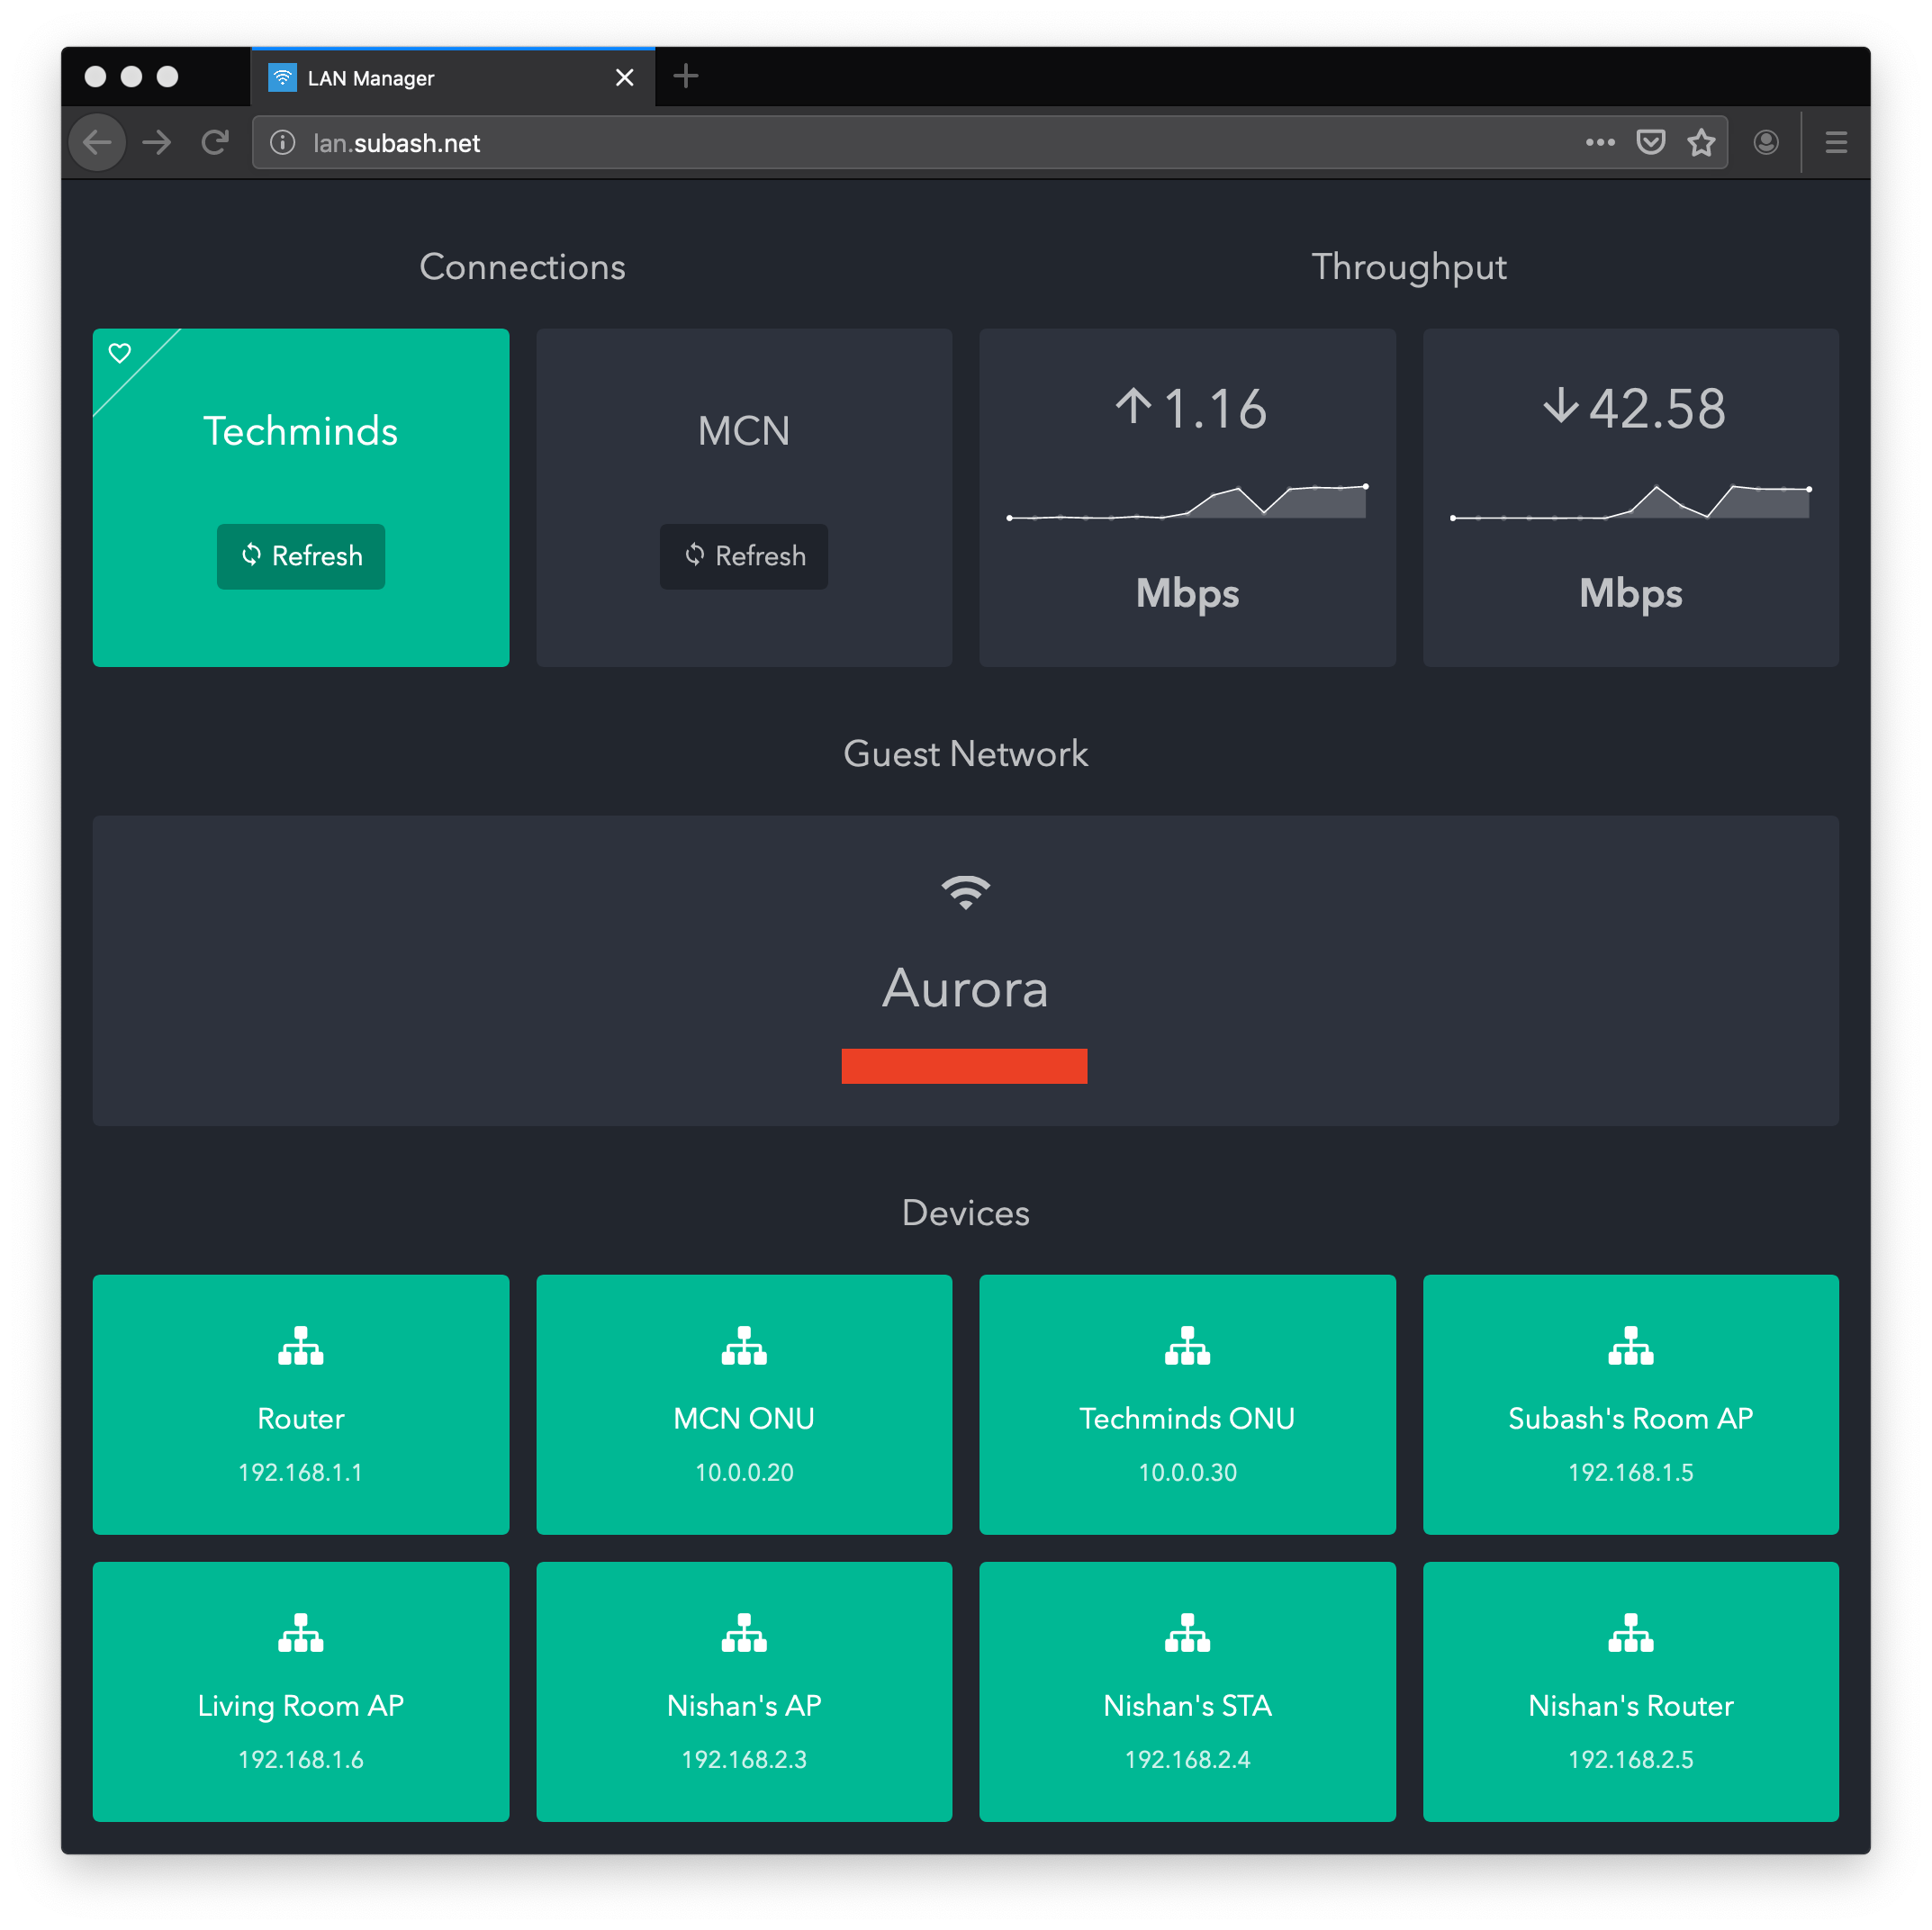 LAN Manager
lan.subash.net
Connections
Throughput
Techminds
Refresh
MCN
Refresh
1.16
Mbps
42.58
Mbps
Guest Network
Aurora
Devices
Router
192.168.1.1
MCN ONU
10.0.0.20
Techminds ONU
10.0.0.30
Subash's Room AP
192.168.1.5
Living Room AP
192.168.1.6
Nishan's AP
192.168.2.3
Nishan's STA
192.168.2.4
Nishan's Router
192.168.2.5